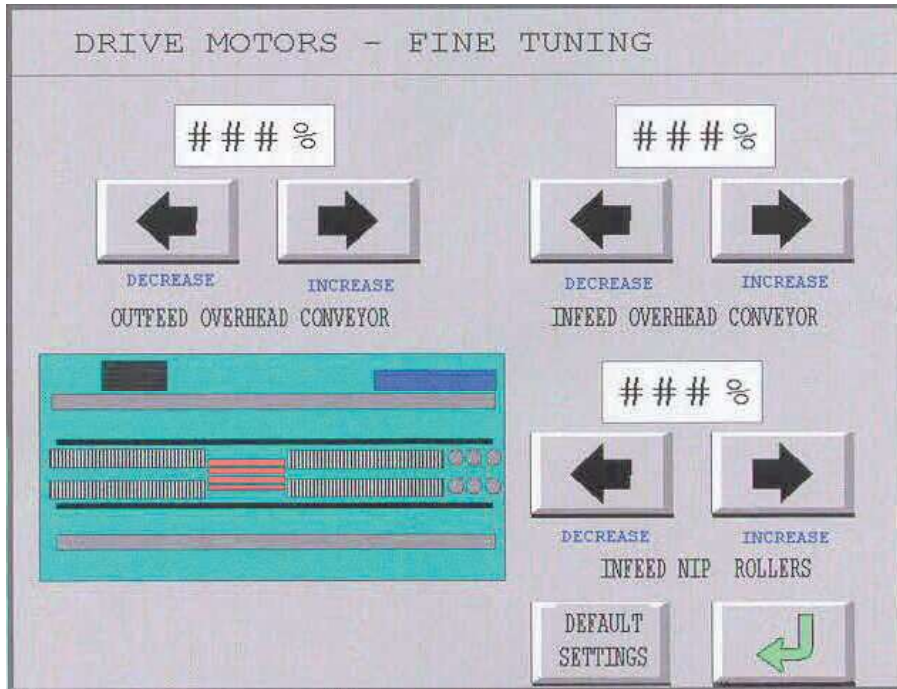 DRIVE MOTORS - FINE TUNING
###%
DECREASE
INCREASE
OUTFEED OVERHEAD CONVEYOR
###%
DECREASE
INCREASE
INFEED OVERHEAD CONVEYOR
###%
DECREASE
INCREASE
INFEED NIP ROLLERS
DEFAULT
SETTINGS